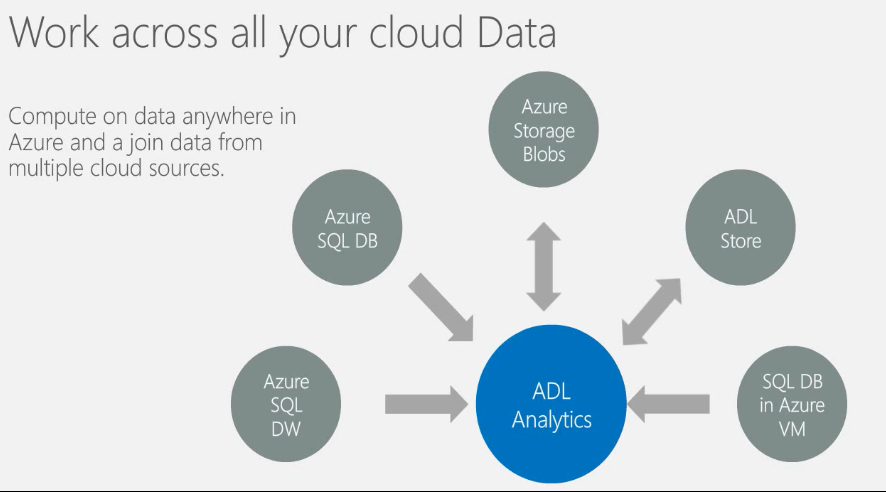 Work across all your cloud Data
Compute on data anywhere in
Azure and a join data from
multiple cloud sources.
Azure
Storage
Blobs
Azure
SQL DB
ADL
Store
Azure
SQL
DW
ADL
Analytics
SQL DB
in Azure
VM